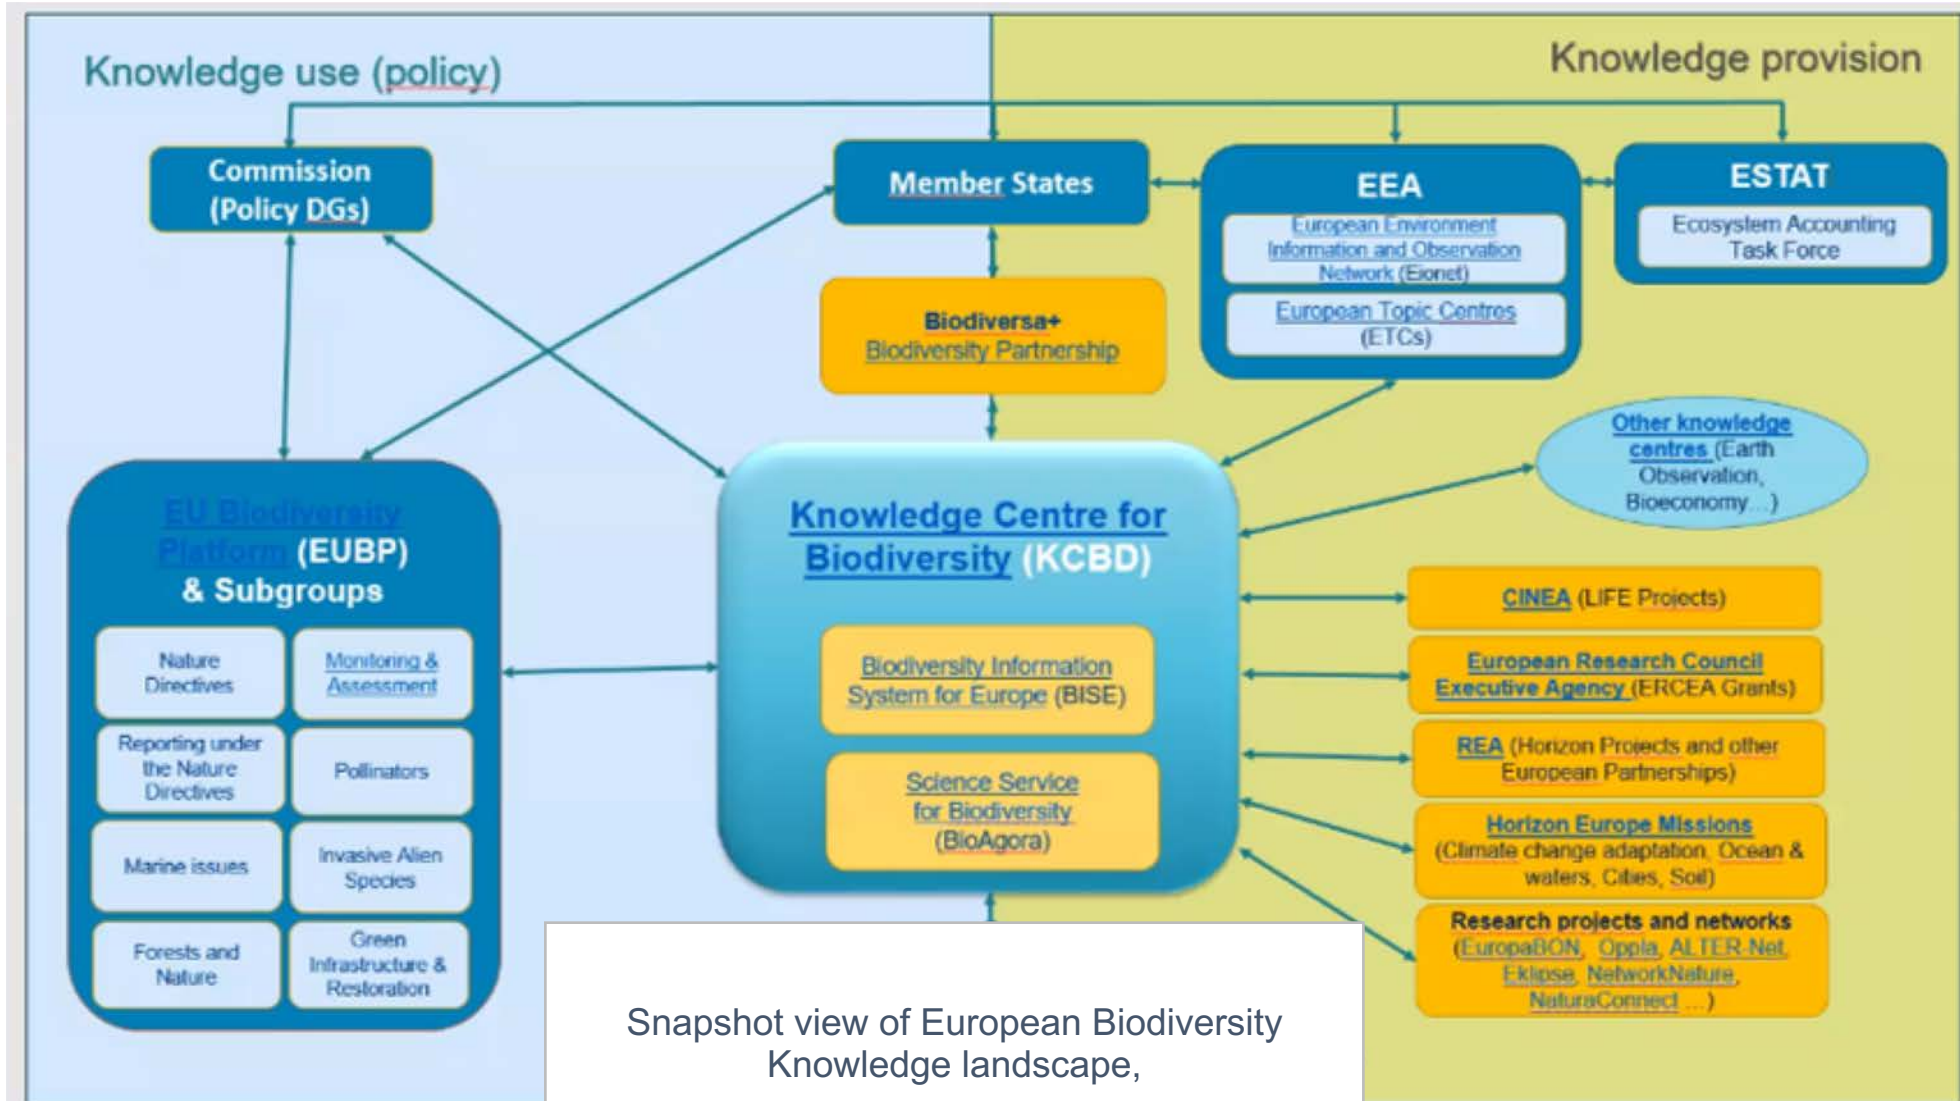 Knowledge use (policy)
Knowledge provision
Commission
(Policy DGs)
Member States
EEA
European Environment
Information and Observation
Network (Eionet)
European Topic Centres
(ETCs)
ESTAT
Ecosystem Accounting
Task Force
Biodiversa+
Biodiversity Partnership
Other knowledge
centres (Earth
Observation,
Bioeconomy...)
EU Biodiversity
Platform (EUBP)
& Subgroups
Nature
Directives
Monitoring &
Assessment
Reporting under
the Nature
Directives
Pollinators
Marine issues
Invasive Alien
Species
Forests and
Nature
Green
Infrastructure &
Restoration
Knowledge Centre for
Biodiversity (KCBD)
Biodiversity Information
System for Europe (BISE)
Science Service
for Biodiversity
(BioAgora)
CINEA (LIFE Projects)
European Research Council
Executive Agency (ERCEA Grants)
REA (Horizon Projects and other
European Partnerships)
Horizon Europe Missions
(Climate change adaptation, Ocean &
waters, Cities, Soil)
Research projects and networks
(EuropaBON, Oppla, ALTER-Net,
Eklipse, NetworkNature,
NaturaConnect ...)
Snapshot view of European Biodiversity
Knowledge landscape,